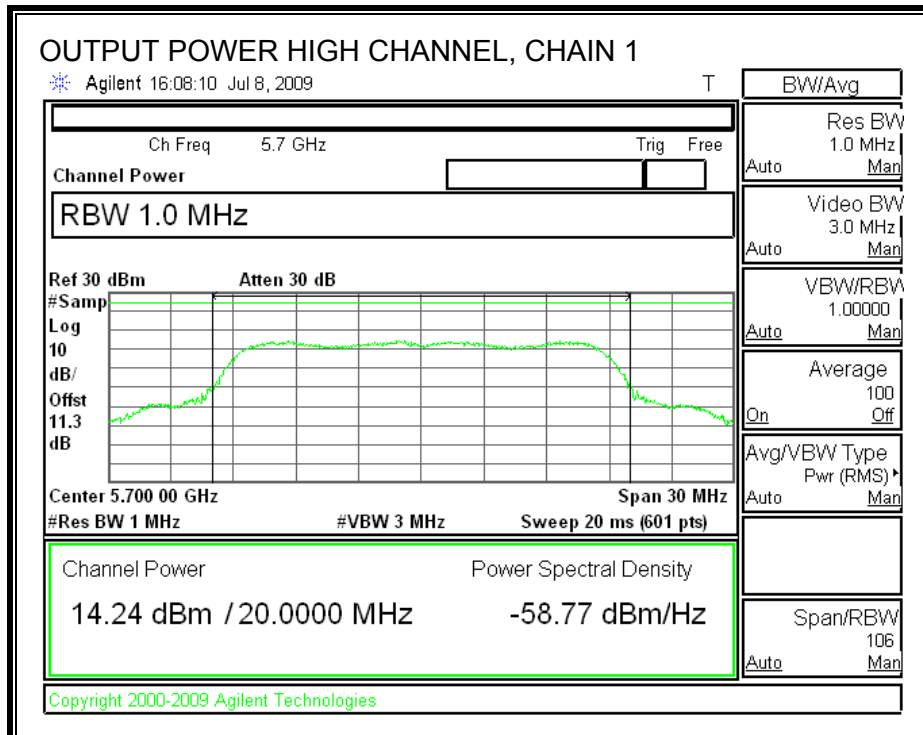 OUTPUT POWER HIGH CHANNEL, CHAIN 1
Agilent 16:08:10 Jul 8, 2009 T
Ch Freq 5.7 GHz Trig Free
Channel Power
RBW 1.0 MHz
Ref 30 dBm Atten 30 dB
#Samp
Log
10
dB/
Offst
11.3
dB
Center 5.700 00 GHz Span 30 MHz
#Res BW 1 MHz #VBW 3 MHz Sweep 20 ms (601 pts)
Channel Power Power Spectral Density
14.24 dBm / 20.0000 MHz -58.77 dBm/Hz
Copyright 2000-2009 Agilent Technologies
BW/Avg
Res BW
1.0 MHz
Auto Man
Video BW
3.0 MHz
Auto Man
VBW/RBW
1.00000
Auto Man
Average
100
On Off
Avg/VBW Type
Pwr (RMS)
Auto Man
Span/RBW
106
Auto Man